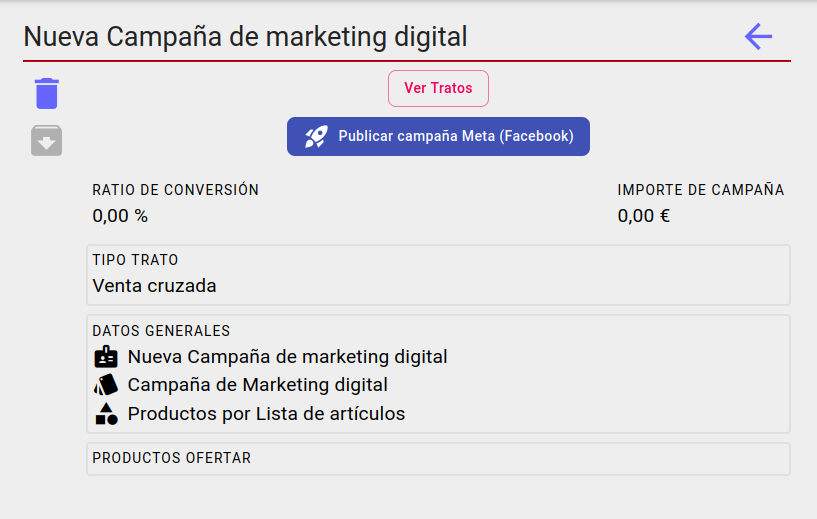 Nueva Campaña de marketing digital
Ver Tratos
Publicar campaña Meta (Facebook)
RATIO DE CONVERSIÓN
0,00 %
IMPORTE DE CAMPAÑA
0,00 €
TIPO TRATO
Venta cruzada
DATOS GENERALES
Nueva Campaña de marketing digital
Campaña de Marketing digital
Productos por Lista de artículos
PRODUCTOS OFERTAR